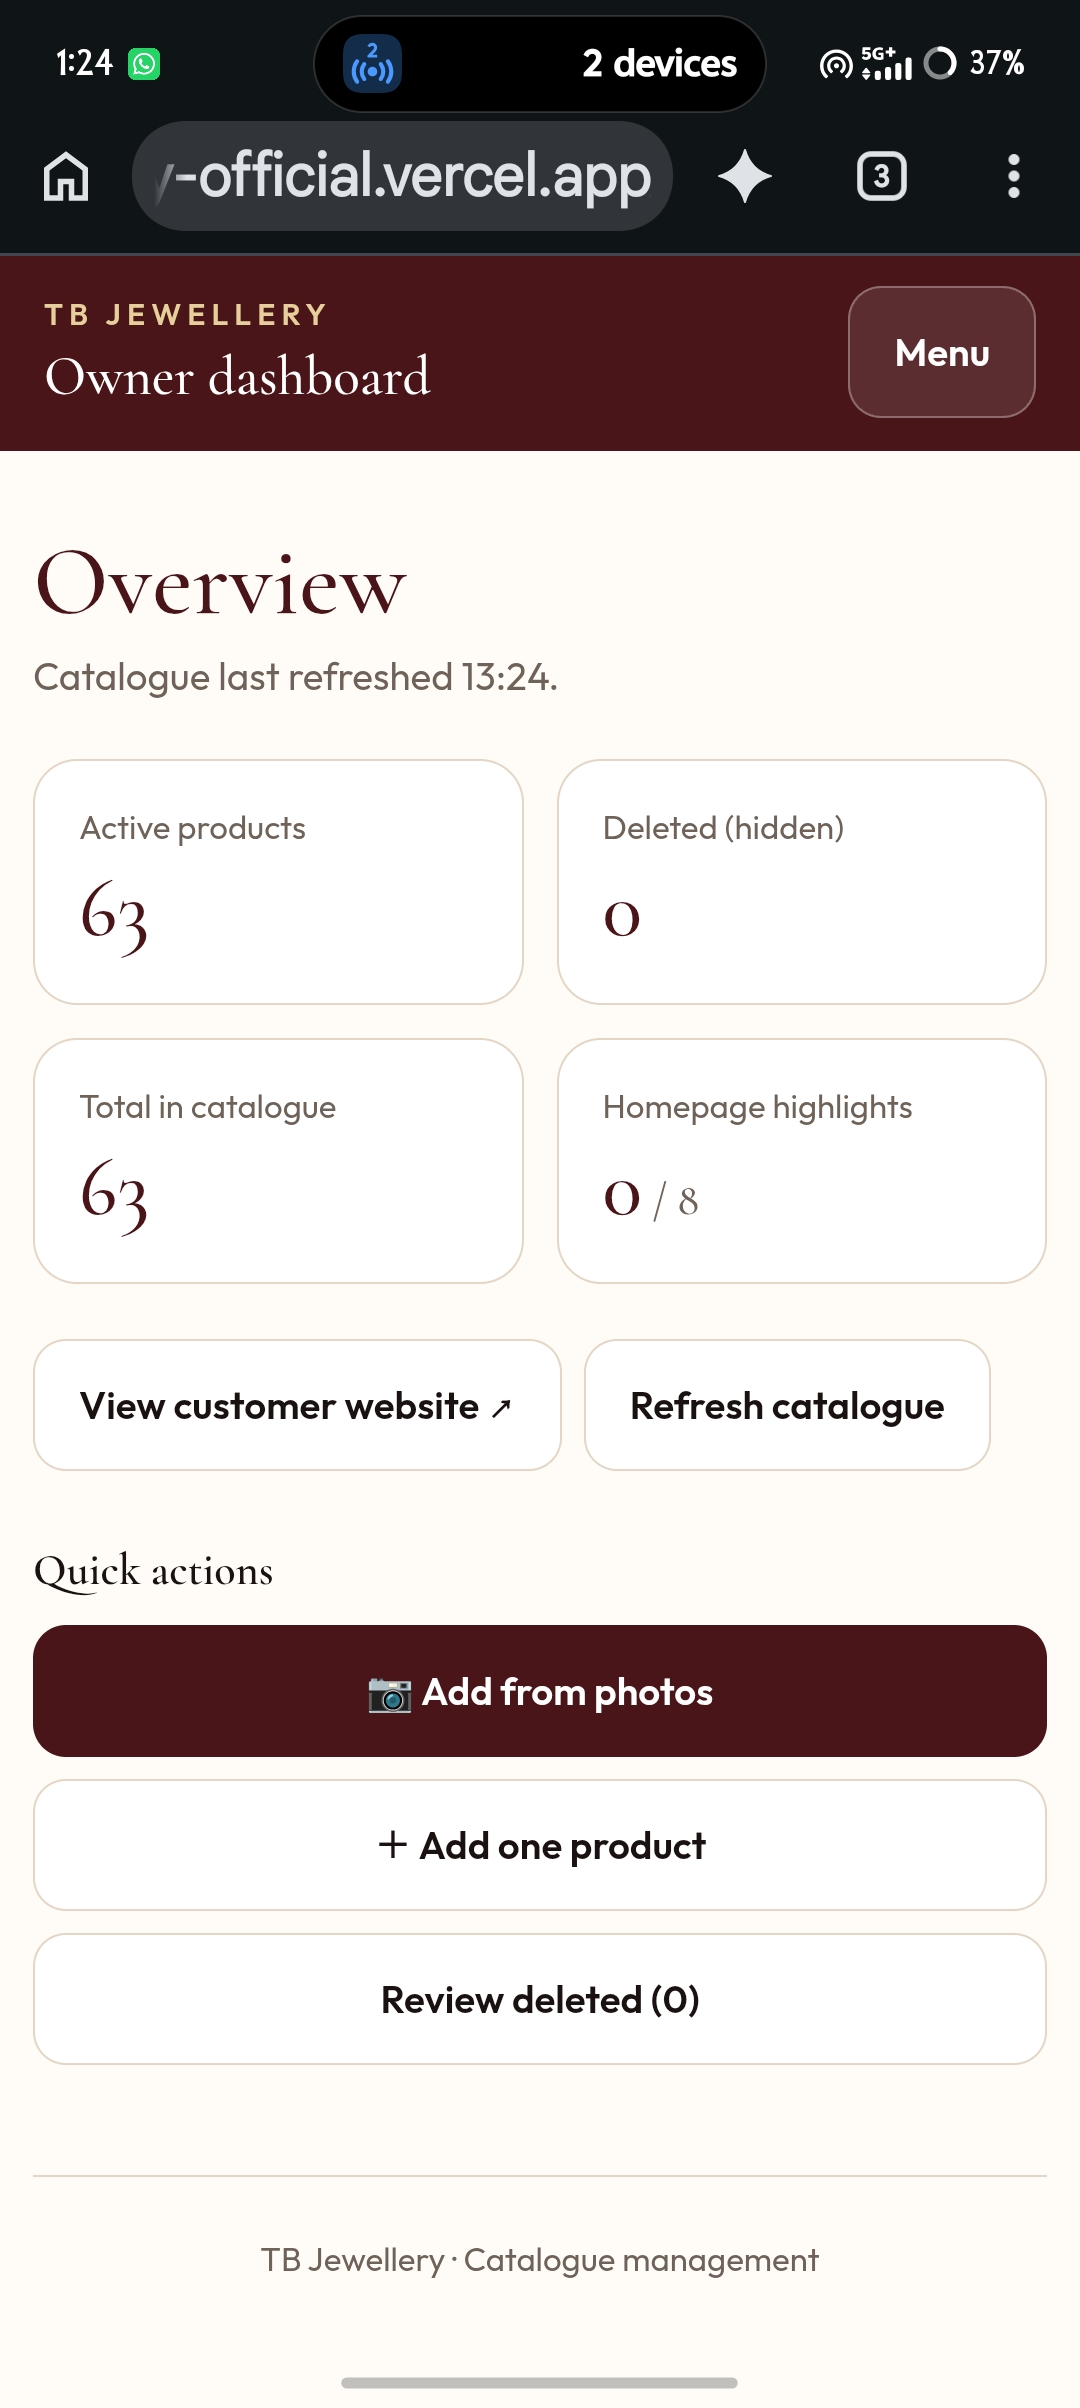 1:24
2
2 devices
5G+
37%
-official.vercel.app
3
TB JEWELLERY
Owner dashboard
Menu
Overview
Catalogue last refreshed 13:24.
Active products
63
Deleted (hidden)
0
Total in catalogue
63
Homepage highlights
0 / 8
View customer website ↗
Refresh catalogue
Quick actions
📷 Add from photos
+ Add one product
Review deleted (0)
TB Jewellery · Catalogue management